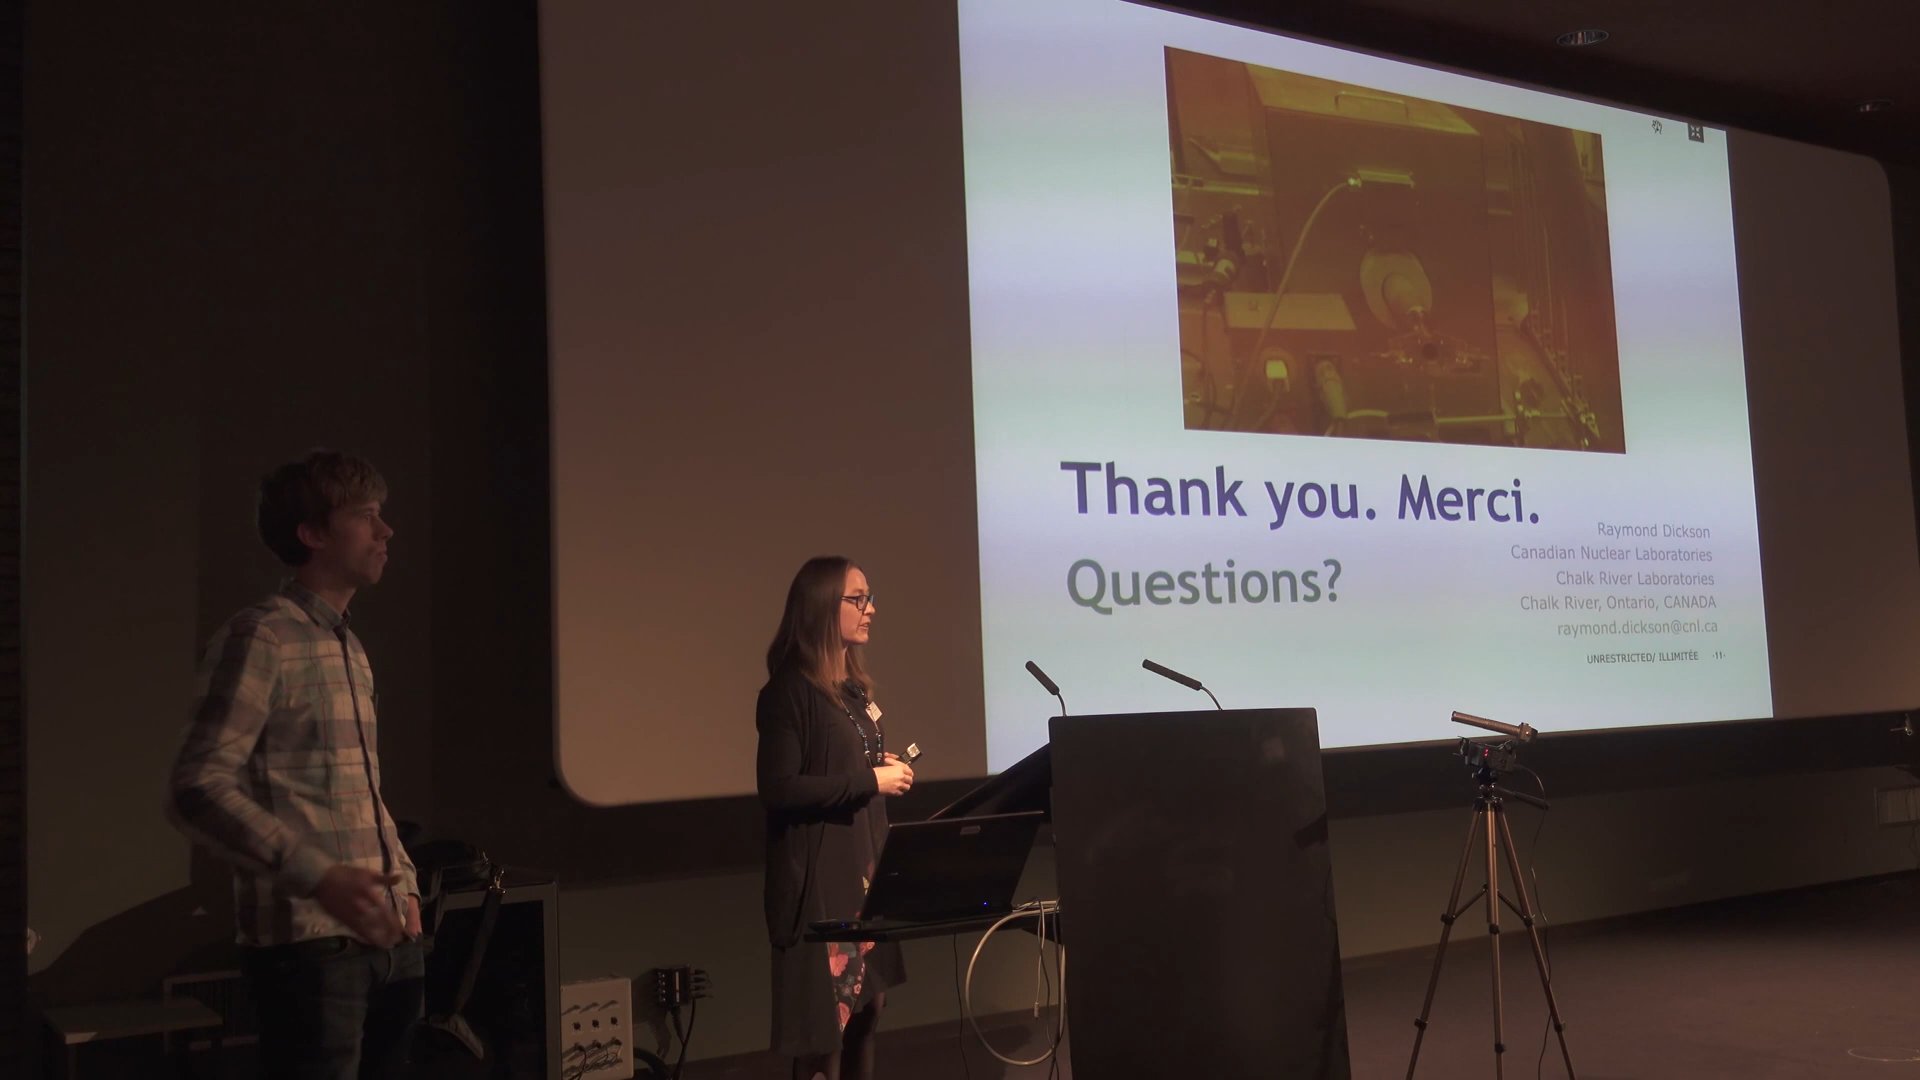 Thank you. Merci.
Questions?
Raymond Dickson
Canadian Nuclear Laboratories
Chalk River Laboratories
Chalk River, Ontario, CANADA
raymond.dickson@cnl.ca
UNRESTRICTED/ ILLIMITÉE -11-